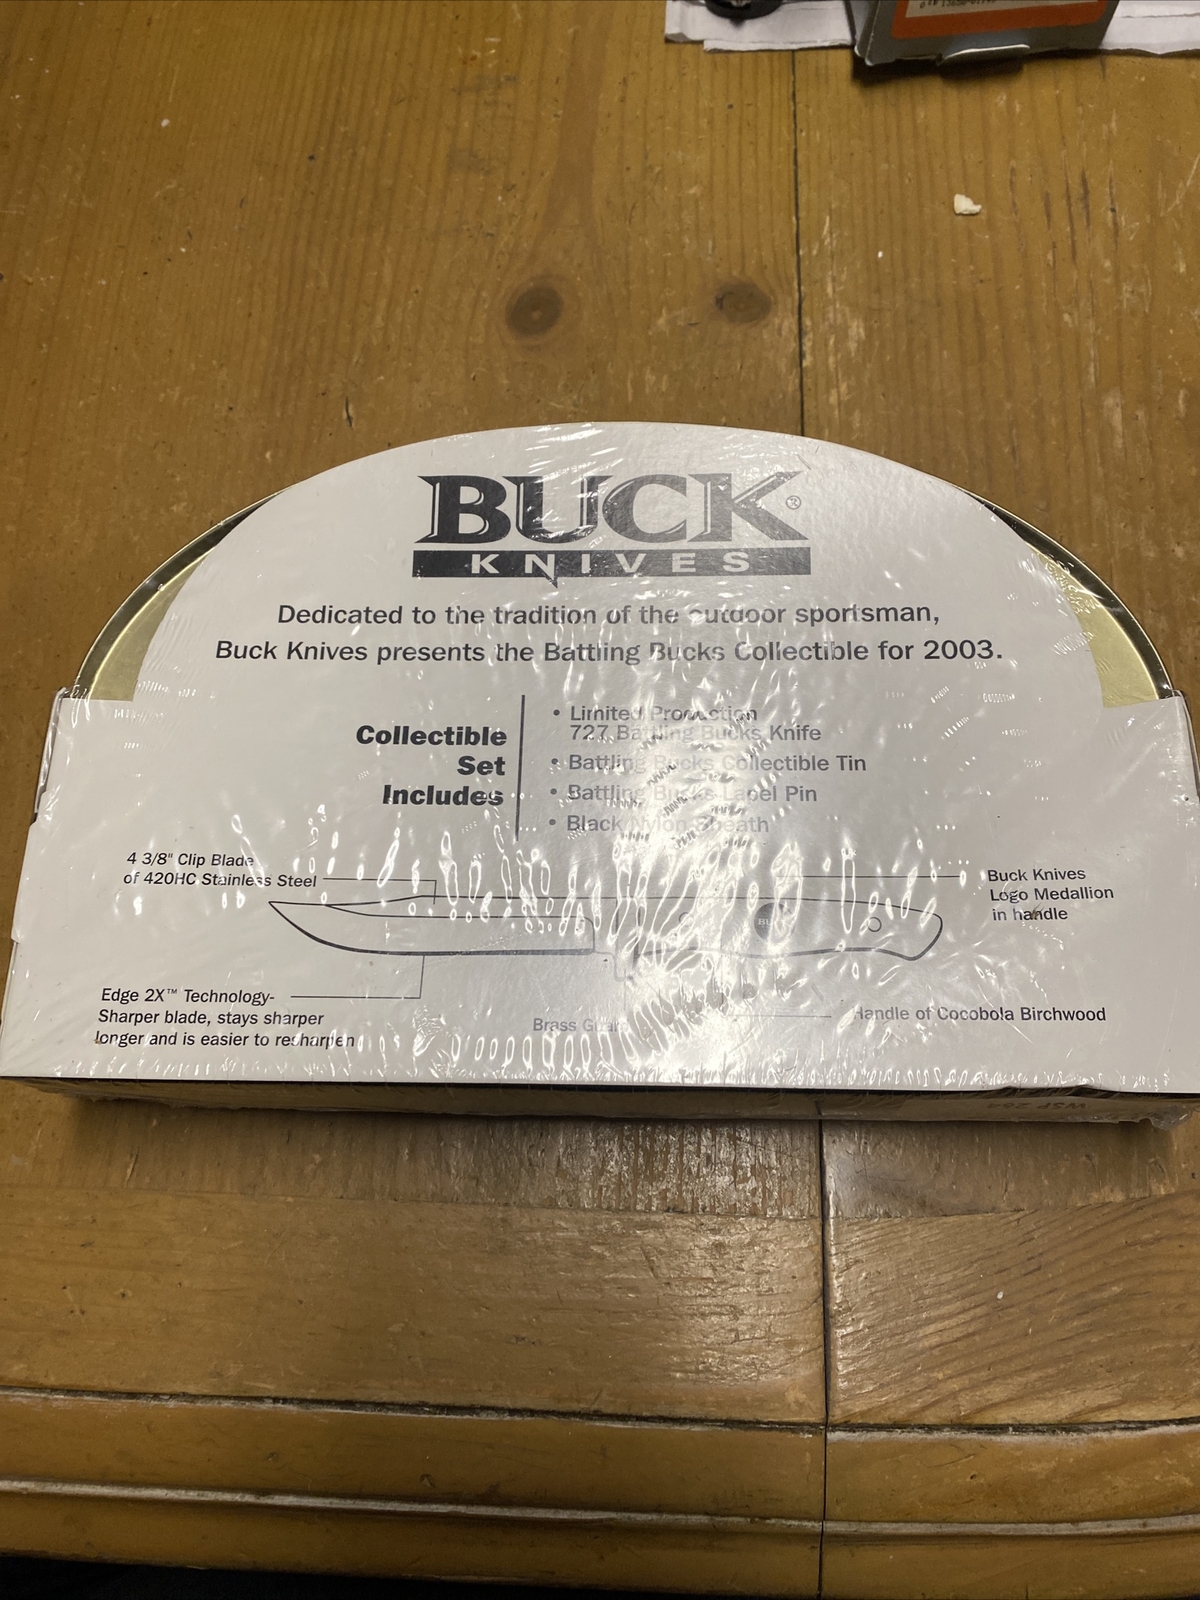 BUCK®
KNIVES
Dedicated to the tradition of the outdoor sportsman,
Buck Knives presents the Battling Bucks Collectible for 2003.
Collectible
Set
Includes
• Limited Production
727 Battling Bucks Knife
• Battling Bucks Collectible Tin
• Battling Bucks Lapel Pin
• Black Nylon Sheath
4 3/8" Clip Blade
of 420HC Stainless Steel
Buck Knives
Logo Medallion
in handle
Edge 2X™ Technology-
Sharper blade, stays sharper
longer and is easier to resharpen
Brass Guard
Handle of Cocobola Birchwood